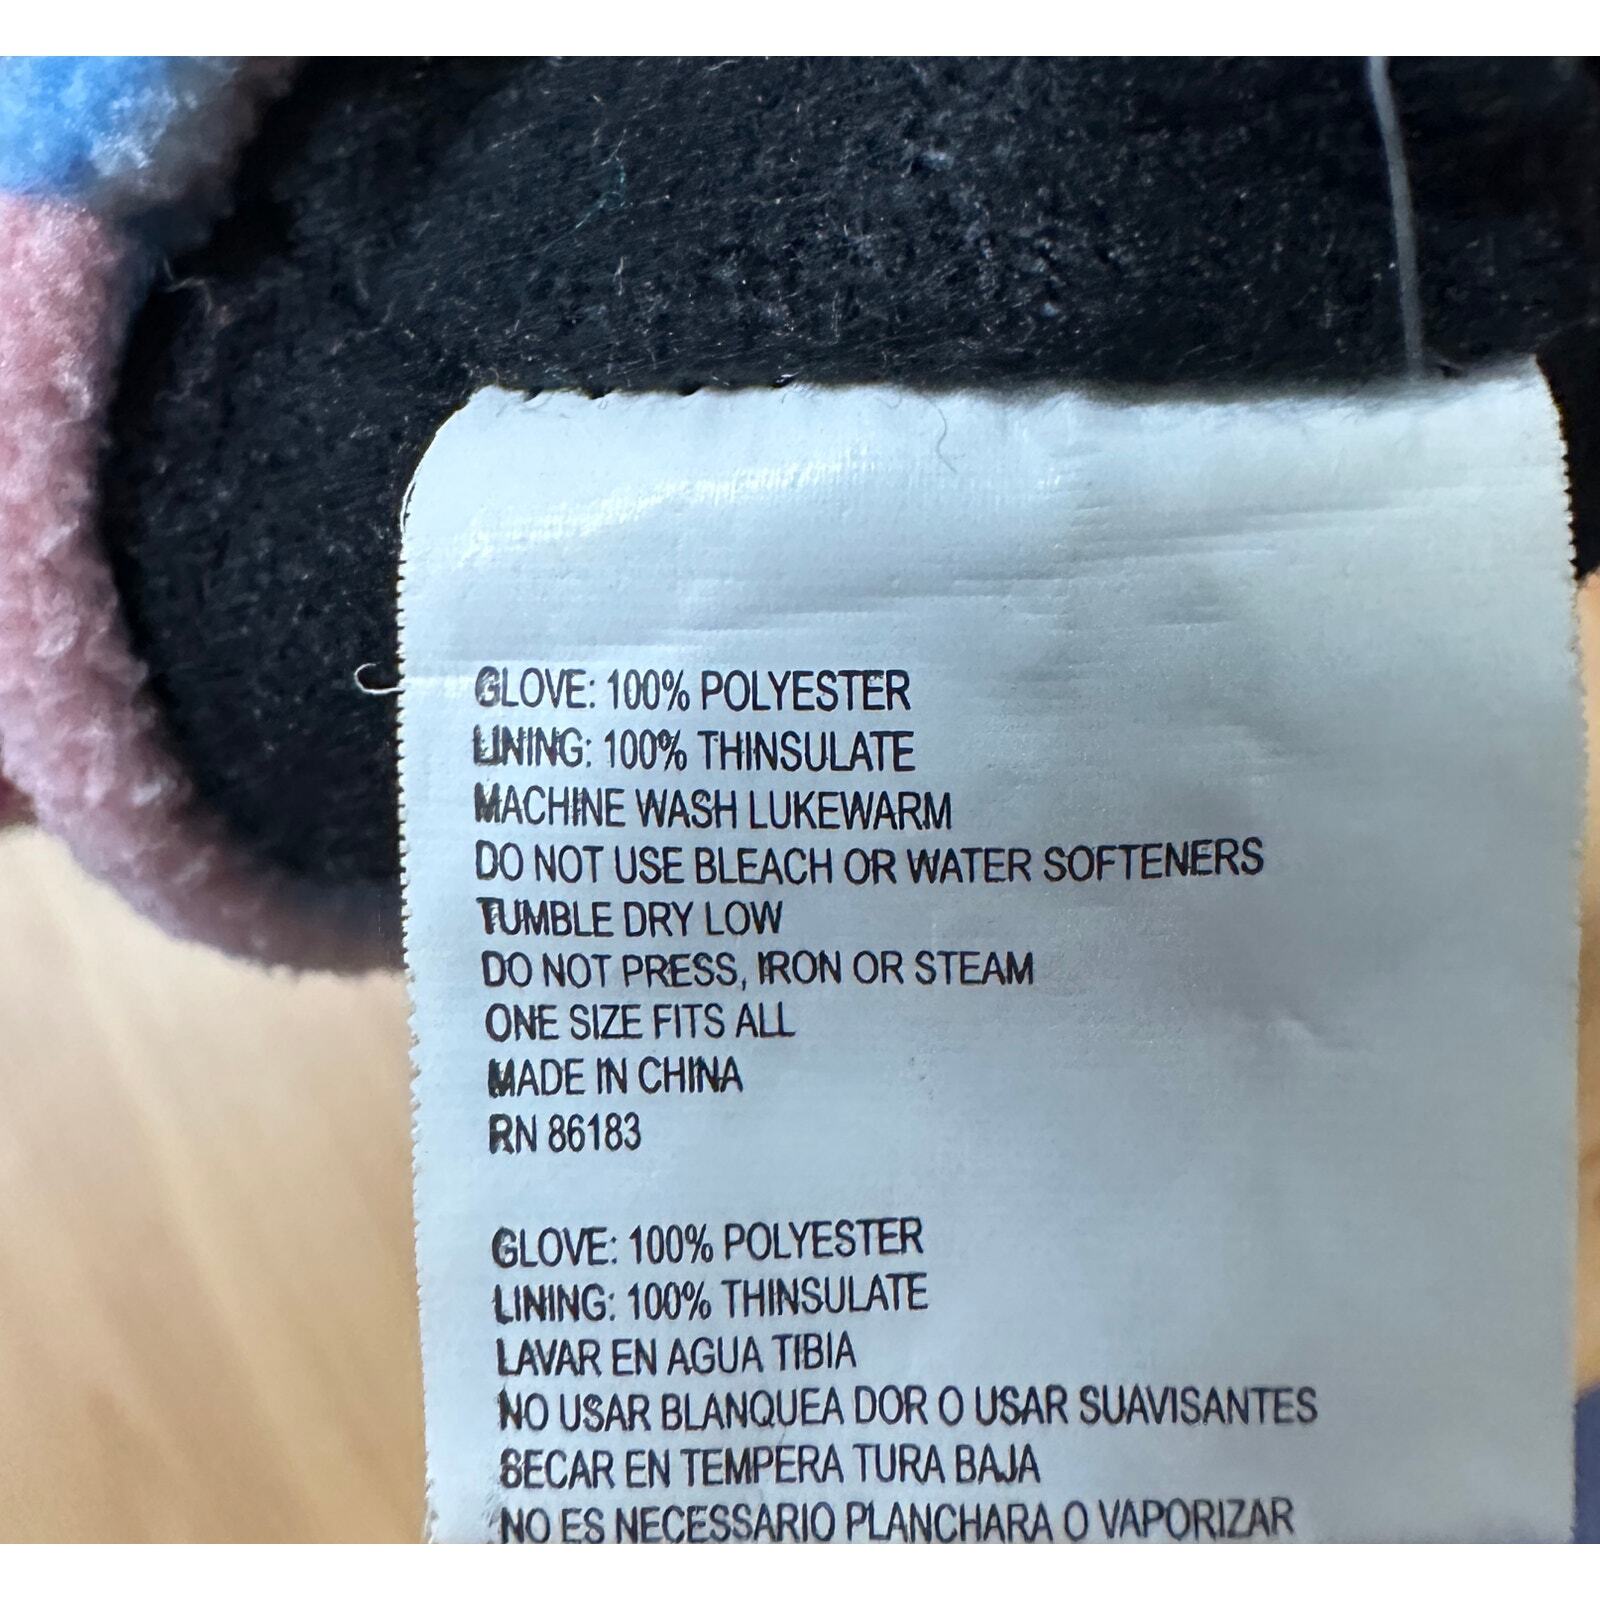 GLOVE: 100% POLYESTER
LINING: 100% THINSULATE
MACHINE WASH LUKEWARM
DO NOT USE BLEACH OR WATER SOFTENERS
TUMBLE DRY LOW
DO NOT PRESS, IRON OR STEAM
ONE SIZE FITS ALL
MADE IN CHINA
RN 86183
GLOVE: 100% POLYESTER
LINING: 100% THINSULATE
LAVAR EN AGUA TIBIA
NO USAR BLANQUEA DOR O USAR SUAVISANTES
SECAR EN TEMPERA TURA BAJA
NO ES NECESSARIO PLANCHARA O VAPORIZAR